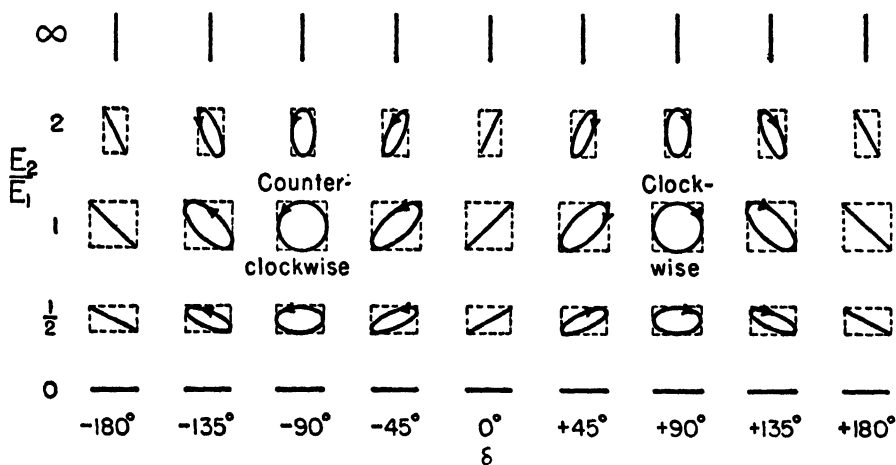 ∞
2
E₂
E₁
Counter-
Clock-
1
clockwise
wise
1/2
0
-180° -135° -90° -45° 0° +45° +90° +135° +180°
δ